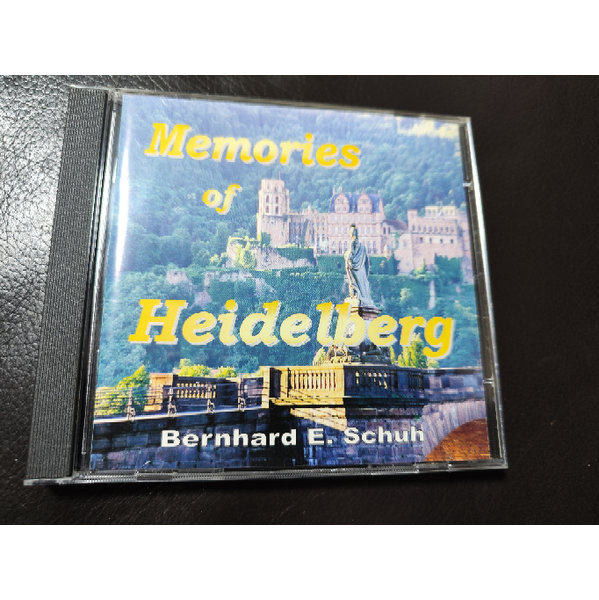 Memories
of
Heidelberg
Bernhard E. Schuh